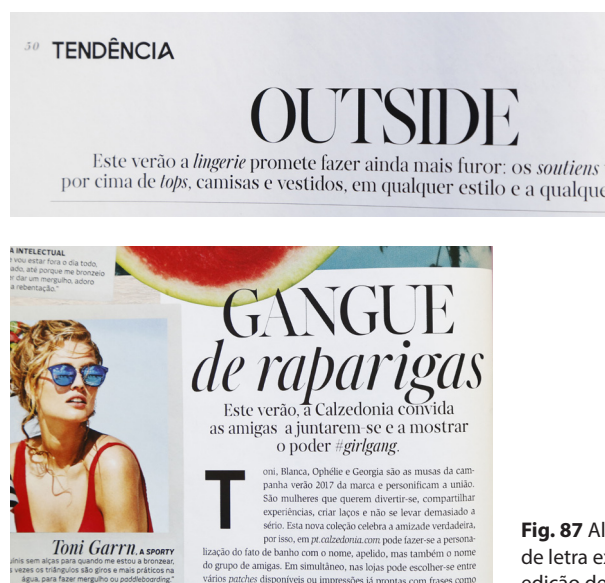 50 TENDÊNCIA
OUTSIDE
Este verão a lingerie promete fazer ainda mais furor: os soutiens
por cima de tops, camisas e vestidos, em qualquer estilo e a qualque
A INTELECTUAL
vou estar fora o dia todo,
ado, até porque me bronzeio
r dar um mergulho, adoro
a rebentação."
GANGUE
de raparigas
Este verão, a Calzedonia convida
as amigas a juntarem-se e a mostrar
o poder #girlgang.
Toni, Blanca, Ophélie e Georgia são as musas da cam-
panha verão 2017 da marca e personificam a união.
São mulheres que querem divertir-se, compartilhar
experiências, criar laços e não se levar demasiado a
sério. Esta nova coleção celebra a amizade verdadeira,
por isso, em pt.calzedonia.com pode fazer-se a persona-
lização do fato de banho com o nome, apelido, mas também o nome
do grupo de amigas. Em simultâneo, nas lojas pode escolher-se entre
vários patches disponíveis ou impressões já prontas com frases como
Toni Garrn, A SPORTY
uínis sem alças para quando me estou a bronzear,
s vezes os triângulos são giros e mais práticos na
água, para fazer mergulho ou paddleboarding."
Fig. 87 Al
de letra ex
edição d